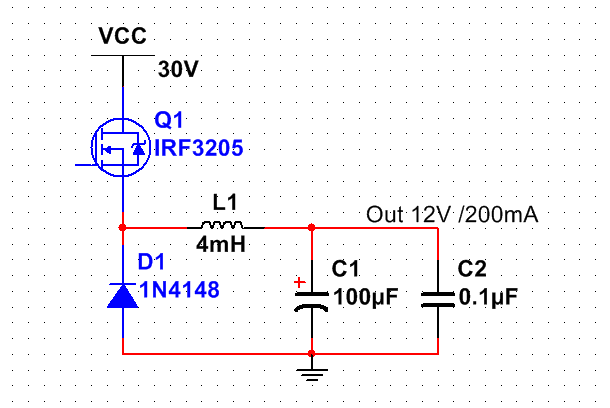 VCC
30V
Q1
IRF3205
L1
4mH
Out 12V /200mA
D1
1N4148
C1
100µF
C2
0.1µF
+